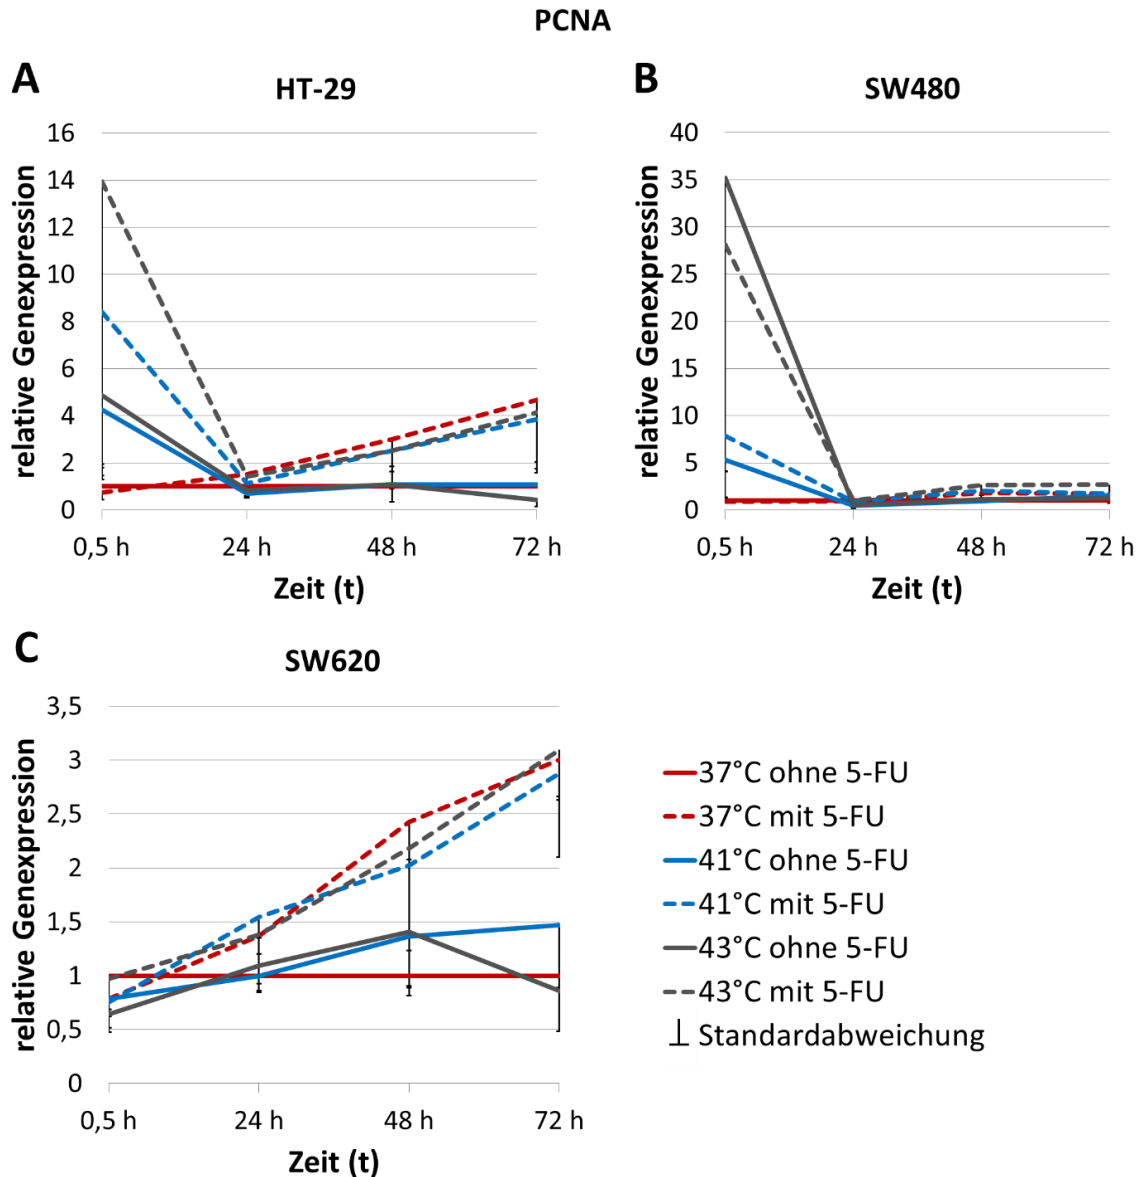 PCNA
A
HT-29
relative Genexpression
16
14
12
10
8
6
4
2
0
0,5 h
24 h
48 h
72 h
Zeit (t)
B
SW480
relative Genexpression
40
35
30
25
20
15
10
5
0
0,5 h
24 h
48 h
72 h
Zeit (t)
C
SW620
relative Genexpression
3,5
3
2,5
2
1,5
1
0,5
0
0,5 h
24 h
48 h
72 h
Zeit (t)
37°C ohne 5-FU
37°C mit 5-FU
41°C ohne 5-FU
41°C mit 5-FU
43°C ohne 5-FU
43°C mit 5-FU
Standardabweichung